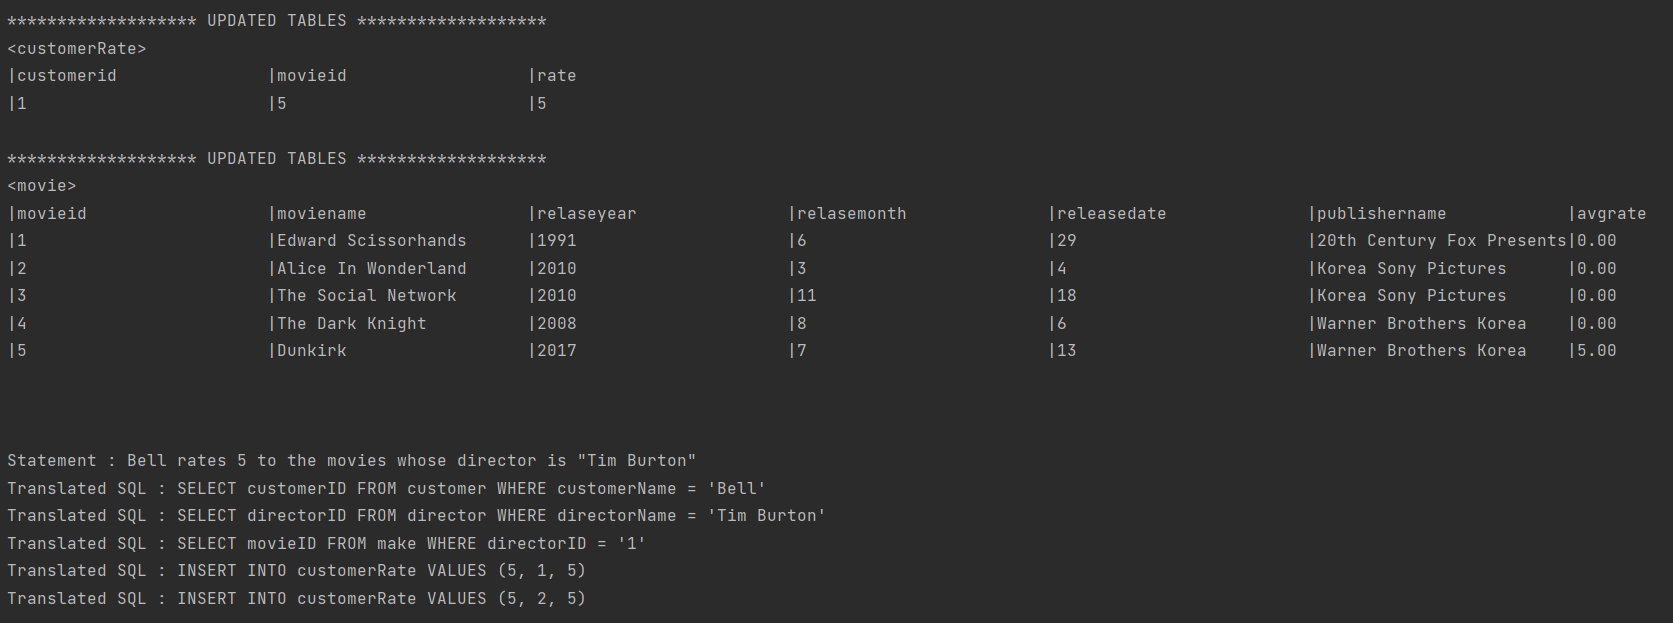 ******************* UPDATED TABLES *******************
<customerRate>
|customerid               |movieid                  |rate
|1                        |5                        |5
******************* UPDATED TABLES *******************
<movie>
|movieid                  |moviename                |relaseyear               |relasemonth              |releasedate              |publishername            |avgrate
|1                        |Edward Scissorhands      |1991                     |6                        |29                       |20th Century Fox Presents|0.00
|2                        |Alice In Wonderland      |2010                     |3                        |4                        |Korea Sony Pictures      |0.00
|3                        |The Social Network       |2010                     |11                       |18                       |Korea Sony Pictures      |0.00
|4                        |The Dark Knight          |2008                     |8                        |6                        |Warner Brothers Korea    |0.00
|5                        |Dunkirk                  |2017                     |7                        |13                       |Warner Brothers Korea    |5.00
Statement : Bell rates 5 to the movies whose director is "Tim Burton"
Translated SQL : SELECT customerID FROM customer WHERE customerName = 'Bell'
Translated SQL : SELECT directorID FROM director WHERE directorName = 'Tim Burton'
Translated SQL : SELECT movieID FROM make WHERE directorID = '1'
Translated SQL : INSERT INTO customerRate VALUES (5, 1, 5)
Translated SQL : INSERT INTO customerRate VALUES (5, 2, 5)